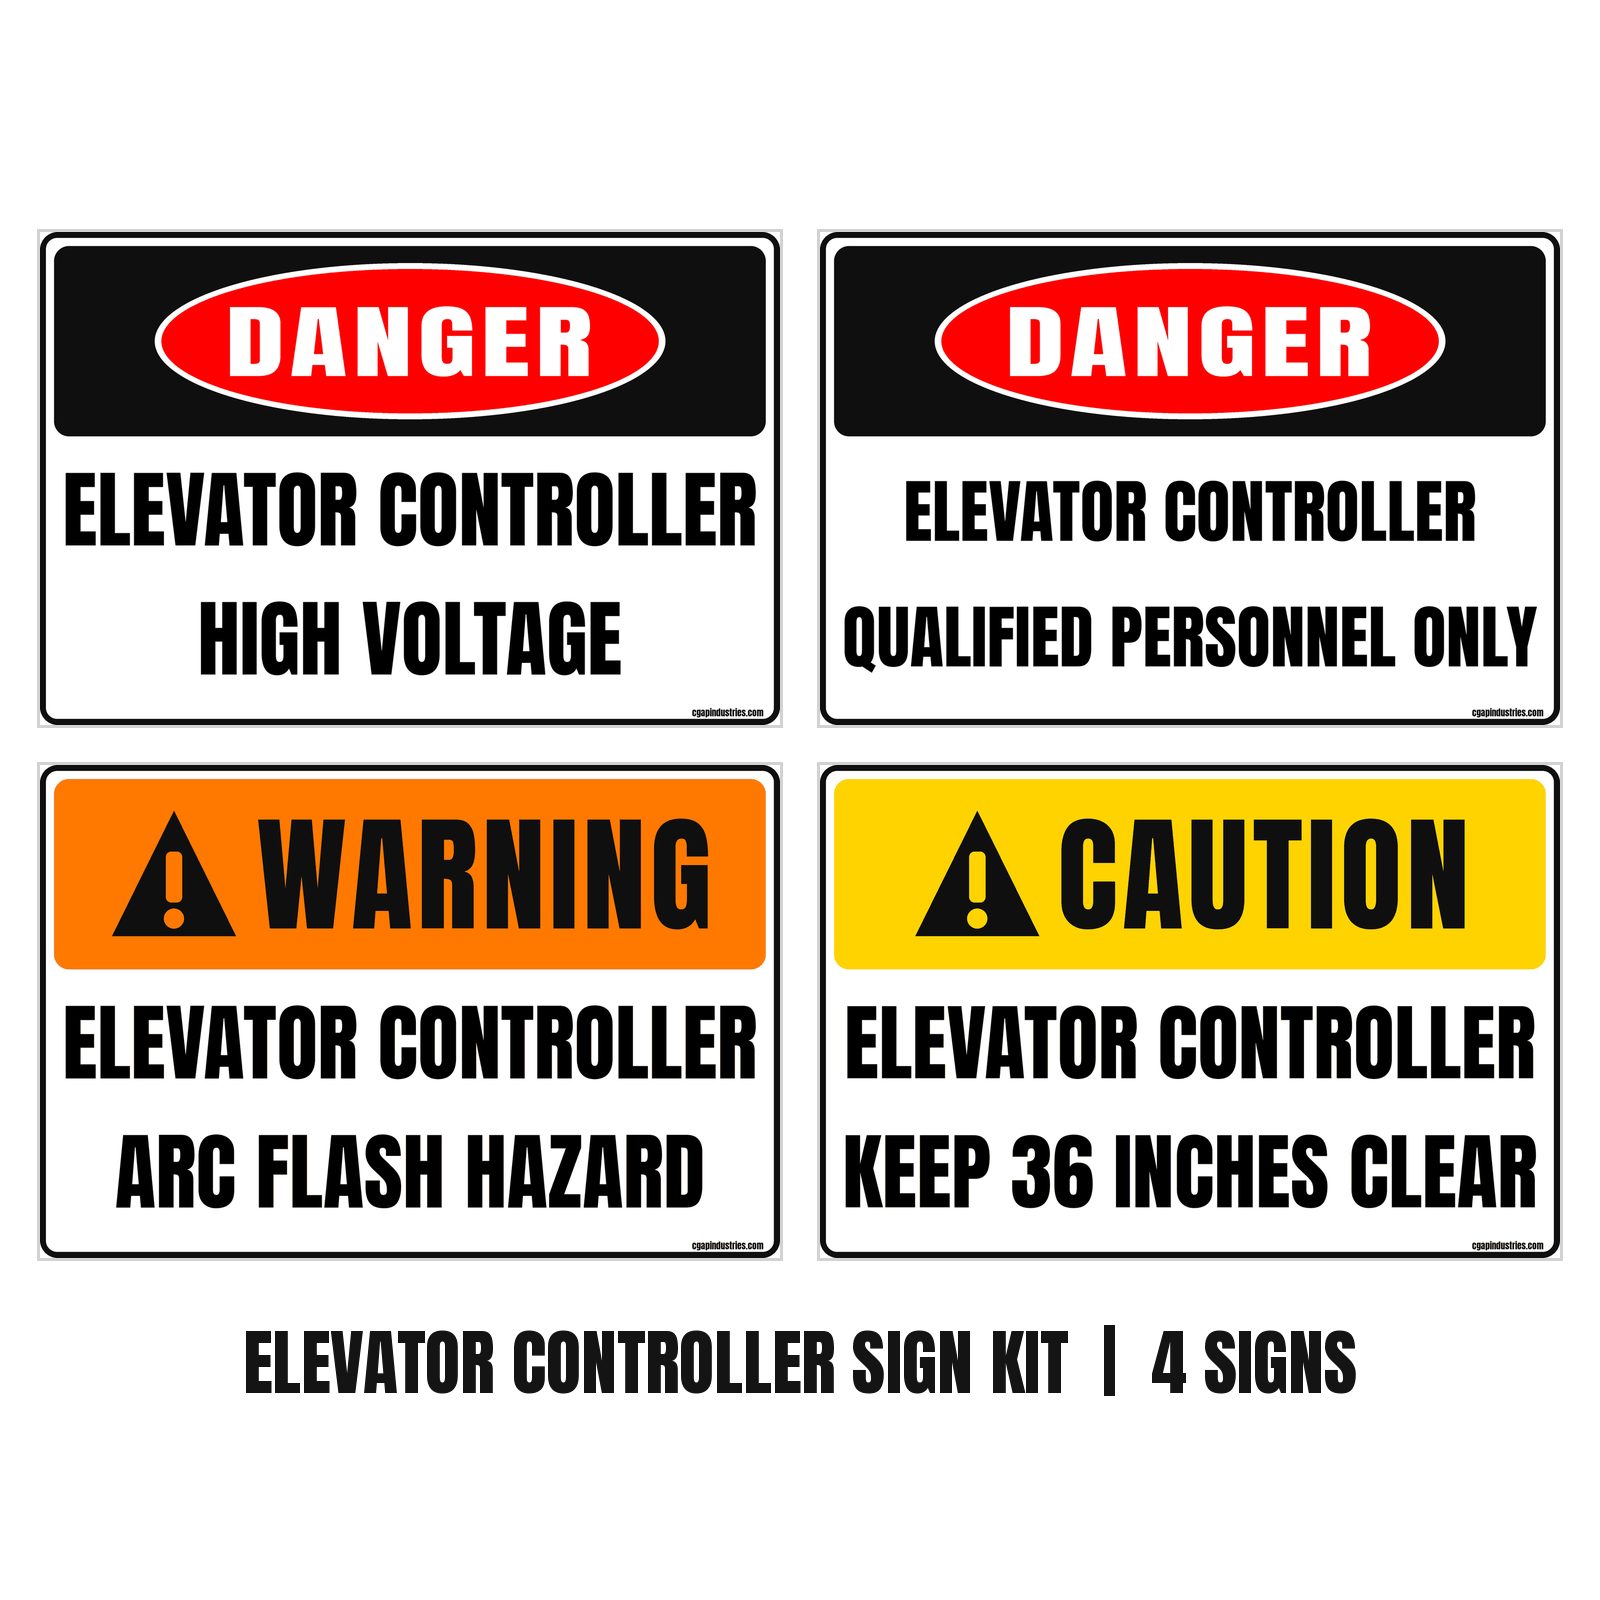 DANGER
ELEVATOR CONTROLLER
HIGH VOLTAGE
cgapindustries.com
DANGER
ELEVATOR CONTROLLER
QUALIFIED PERSONNEL ONLY
cgapindustries.com
WARNING
ELEVATOR CONTROLLER
ARC FLASH HAZARD
cgapindustries.com
CAUTION
ELEVATOR CONTROLLER
KEEP 36 INCHES CLEAR
cgapindustries.com
ELEVATOR CONTROLLER SIGN KIT | 4 SIGNS